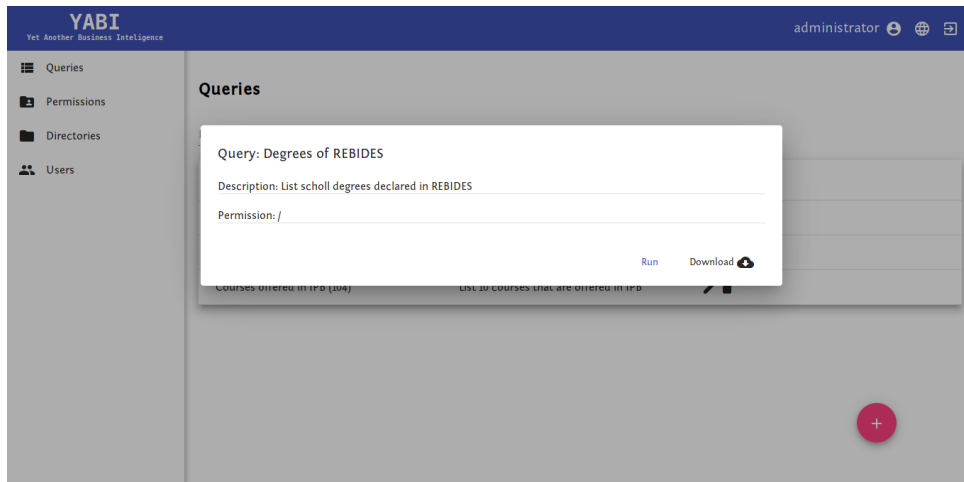 YABI
Yet Another Business Inteligence
administrator
Queries
Permissions
Directories
Users
Queries
Query: Degrees of REBIDES
Description: List scholl degrees declared in REBIDES
Permission: /
Run Download
Courses offered in IPB (104) List 10 courses that are offered in IPB
+